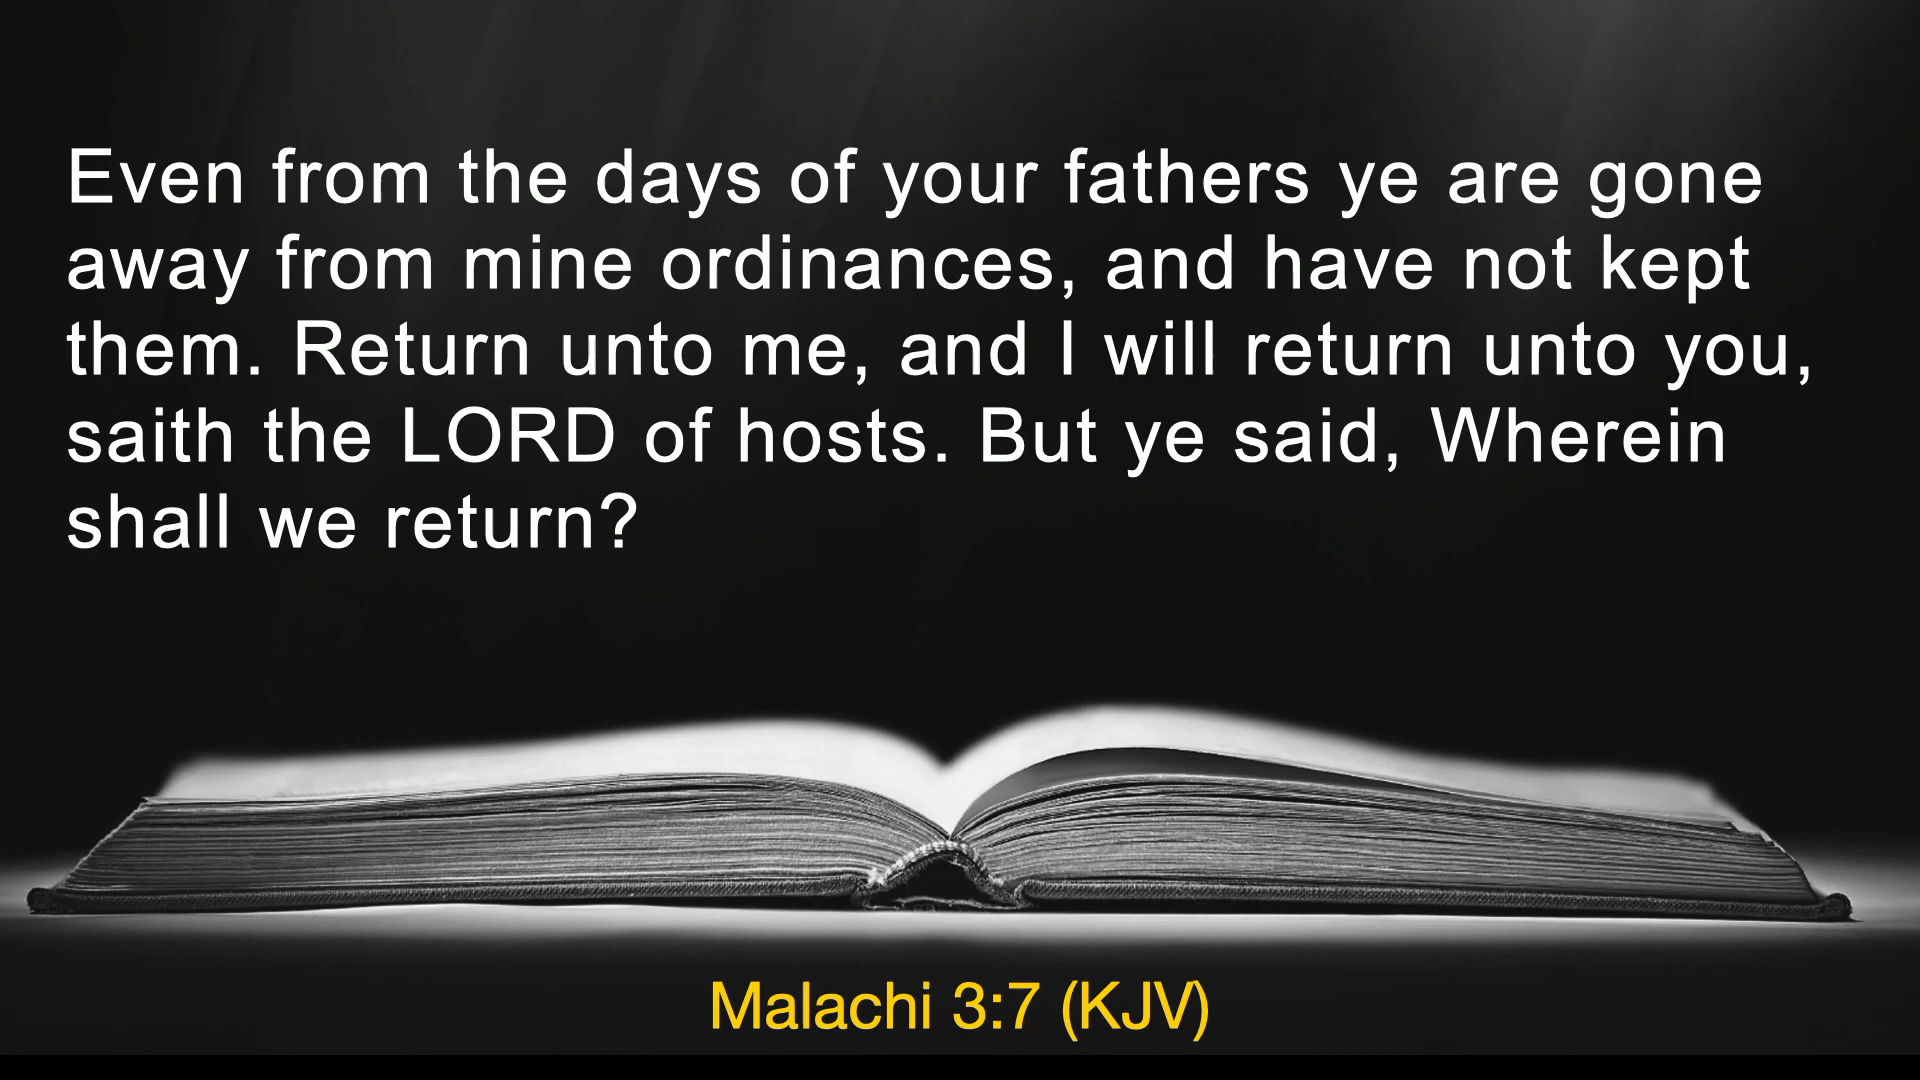 Even from the days of your fathers ye are gone
away from mine ordinances, and have not kept
them. Return unto me, and I will return unto you,
saith the LORD of hosts. But ye said, Wherein
shall we return?
Malachi 3:7 (KJV)